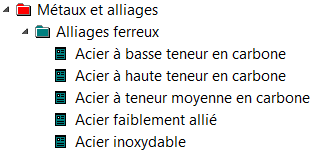 Métaux et alliages
Alliages ferreux
Acier à basse teneur en carbone
Acier à haute teneur en carbone
Acier à teneur moyenne en carbone
Acier faiblement allié
Acier inoxydable